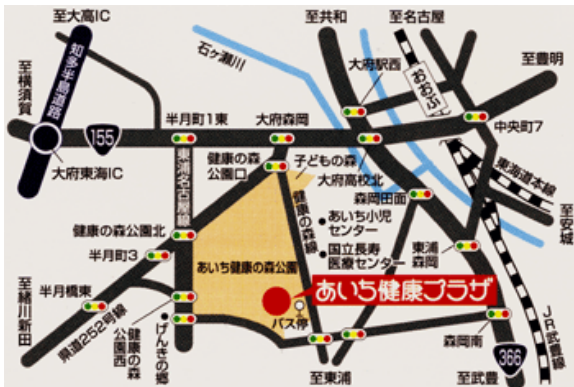 至大高IC
至共和
至名古屋
石ヶ瀬川
至豊明
至横須賀
知多半島道路
大府駅西
おおぶ
155
半月町1東
大府森岡
中央町7
大府東海IC
東浦名古屋線
健康の森
公園口
子どもの森
大府高校北
東海道本線
森岡田面
健康の森線
あいち小児
センター
至安城
健康の森公園北
半月町3
国立長寿
医療センター
東浦
森岡
あいち健康の森公園
至緒川新田
半月橋東
あいち健康プラザ
県道252号線
健康の森
公園西
げんきの郷
バス停
森岡南
JR武豊線
366
至東浦
至武豊